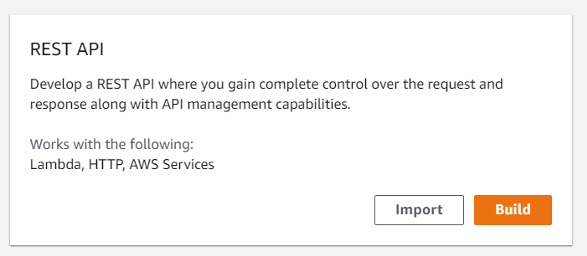 REST API
Develop a REST API where you gain complete control over the request and
response along with API management capabilities.
Works with the following:
Lambda, HTTP, AWS Services
Import Build